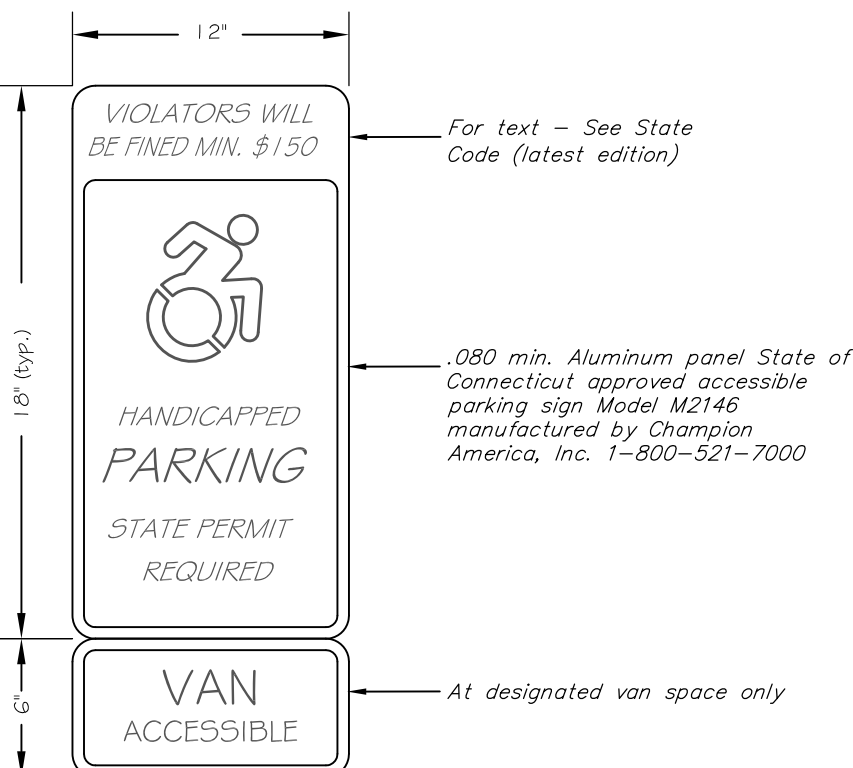 12"
VIOLATORS WILL
BE FINED MIN. $150
For text - See State
Code (latest edition)
18" (typ.)
.080 min. Aluminum panel State of
Connecticut approved accessible
parking sign Model M2146
manufactured by Champion
America, Inc. 1-800-521-7000
HANDICAPPED
PARKING
STATE PERMIT
REQUIRED
6"
VAN
ACCESSIBLE
At designated van space only